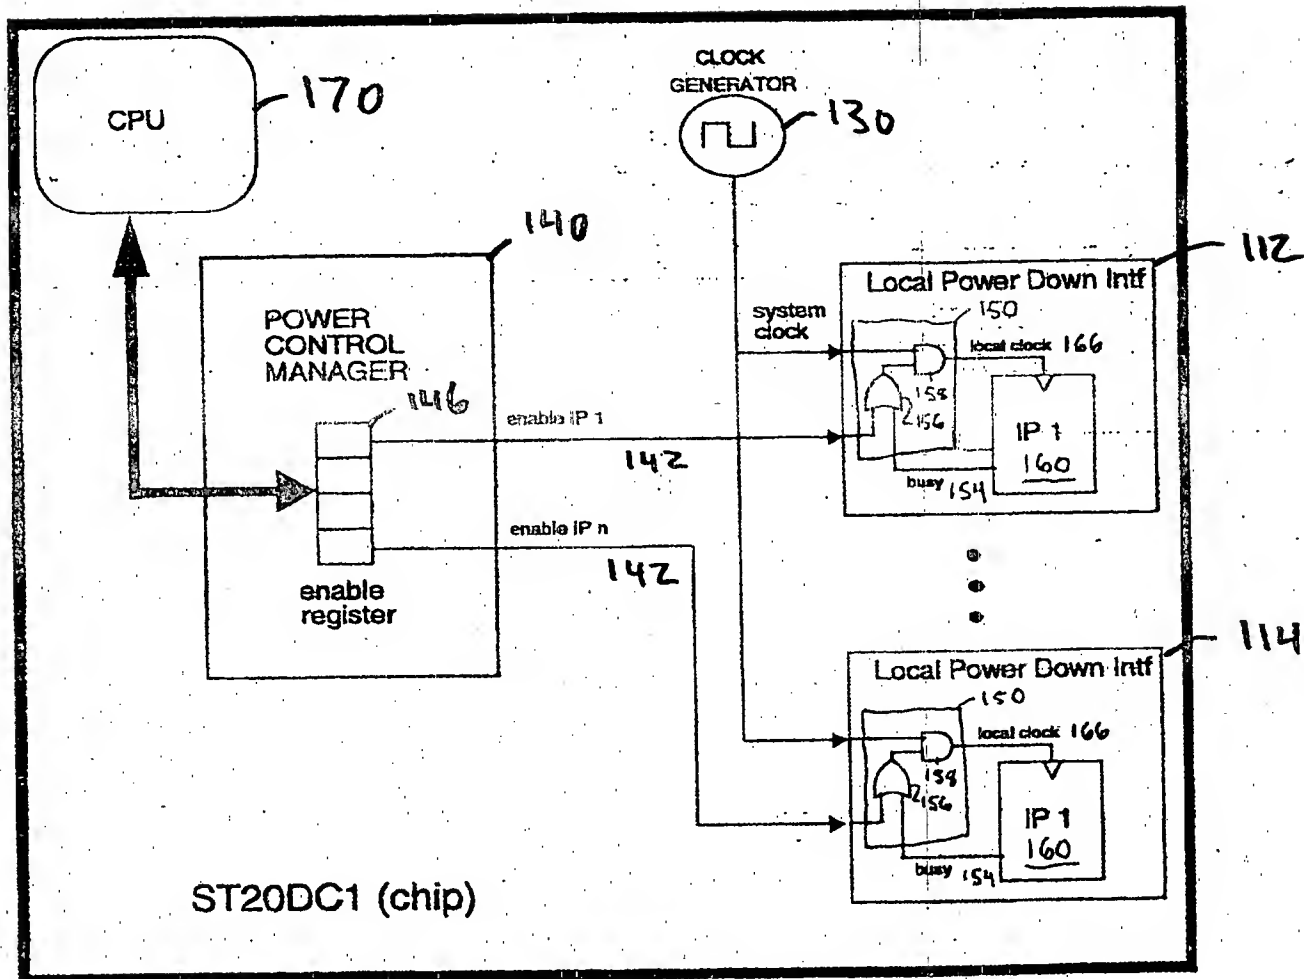 CPU
170
CLOCK
GENERATOR
130
140
POWER
CONTROL
MANAGER
146
enable
register
enable IP 1
142
enable IP n
142
system
clock
112
Local Power Down Intf
150
local clock 166
158
156
IP 1
160
busy 154
114
Local Power Down Intf
150
local clock 166
158
156
IP 1
160
busy 154
ST20DC1 (chip)